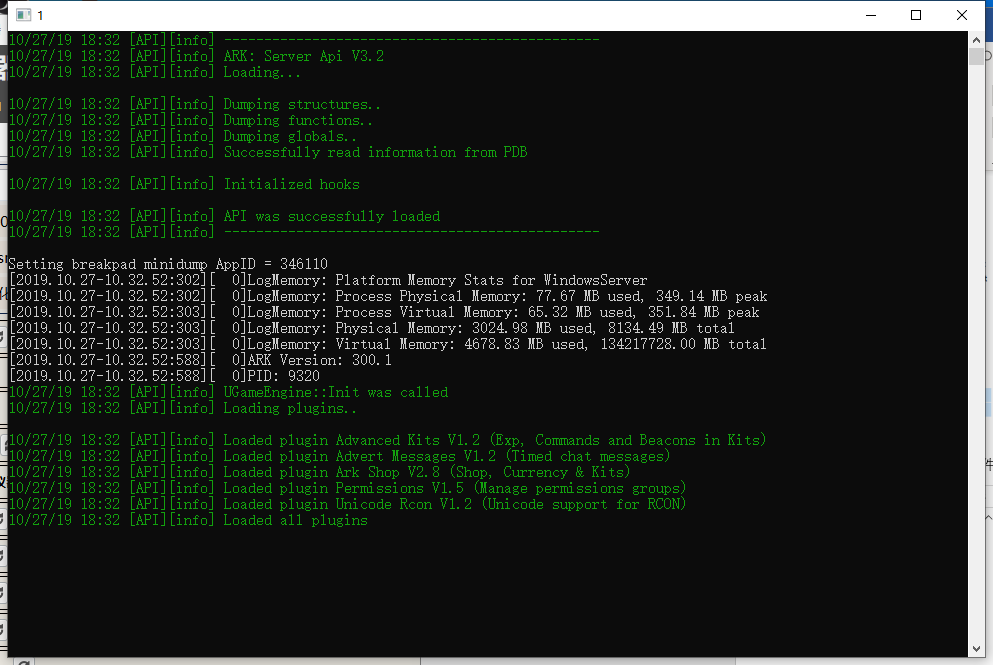 1
10/27/19 18:32 [API][info] -----------------------------------------------
10/27/19 18:32 [API][info] ARK: Server Api V3.2
10/27/19 18:32 [API][info] Loading...
10/27/19 18:32 [API][info] Dumping structures..
10/27/19 18:32 [API][info] Dumping functions..
10/27/19 18:32 [API][info] Dumping globals..
10/27/19 18:32 [API][info] Successfully read information from PDB
10/27/19 18:32 [API][info] Initialized hooks
10/27/19 18:32 [API][info] API was successfully loaded
10/27/19 18:32 [API][info] -----------------------------------------------
Setting breakpad minidump AppID = 346110
[2019.10.27-10.32.52:302][  0]LogMemory: Platform Memory Stats for WindowsServer
[2019.10.27-10.32.52:302][  0]LogMemory: Process Physical Memory: 77.67 MB used, 349.14 MB peak
[2019.10.27-10.32.52:303][  0]LogMemory: Process Virtual Memory: 65.32 MB used, 351.84 MB peak
[2019.10.27-10.32.52:303][  0]LogMemory: Physical Memory: 3024.98 MB used, 8134.49 MB total
[2019.10.27-10.32.52:303][  0]LogMemory: Virtual Memory: 4678.83 MB used, 134217728.00 MB total
[2019.10.27-10.32.52:588][  0]ARK Version: 300.1
[2019.10.27-10.32.52:588][  0]PID: 9320
10/27/19 18:32 [API][info] UGameEngine::Init was called
10/27/19 18:32 [API][info] Loading plugins..
10/27/19 18:32 [API][info] Loaded plugin Advanced Kits V1.2 (Exp, Commands and Beacons in Kits)
10/27/19 18:32 [API][info] Loaded plugin Advert Messages V1.2 (Timed chat messages)
10/27/19 18:32 [API][info] Loaded plugin Ark Shop V2.8 (Shop, Currency & Kits)
10/27/19 18:32 [API][info] Loaded plugin Permissions V1.5 (Manage permissions groups)
10/27/19 18:32 [API][info] Loaded plugin Unicode Rcon V1.2 (Unicode support for RCON)
10/27/19 18:32 [API][info] Loaded all plugins